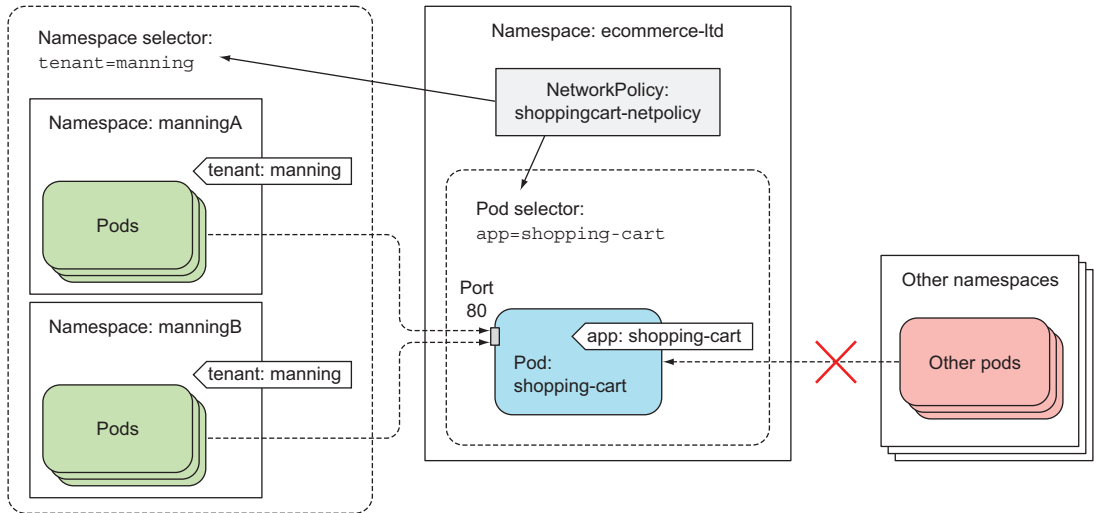 Namespace selector:
tenant=manning
Namespace: manningA
tenant: manning
Pods
Namespace: manningB
tenant: manning
Pods
Namespace: ecommerce-ltd
NetworkPolicy:
shoppingcart-netpolicy
Pod selector:
app=shopping-cart
Port
80
app: shopping-cart
Pod:
shopping-cart
Other namespaces
Other pods